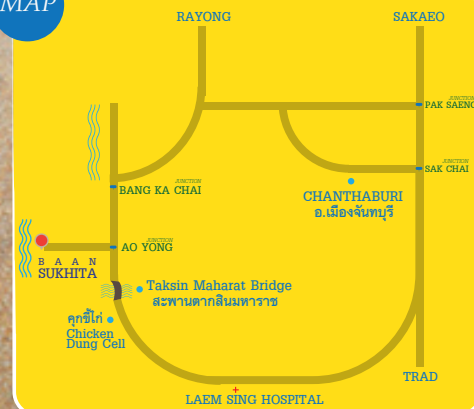 MAP
RAYONG
SAKAEO
JUNCTION
PAK SAENG
JUNCTION
SAK CHAI
JUNCTION
BANG KA CHAI
CHANTHABURI
อ.เมืองจันทบุรี
JUNCTION
AO YONG
BAAN
SUKHITA
Taksin Maharat Bridge
สะพานตากสินมหาราช
คุกขี้ไก่
Chicken
Dung Cell
TRAD
LAEM SING HOSPITAL